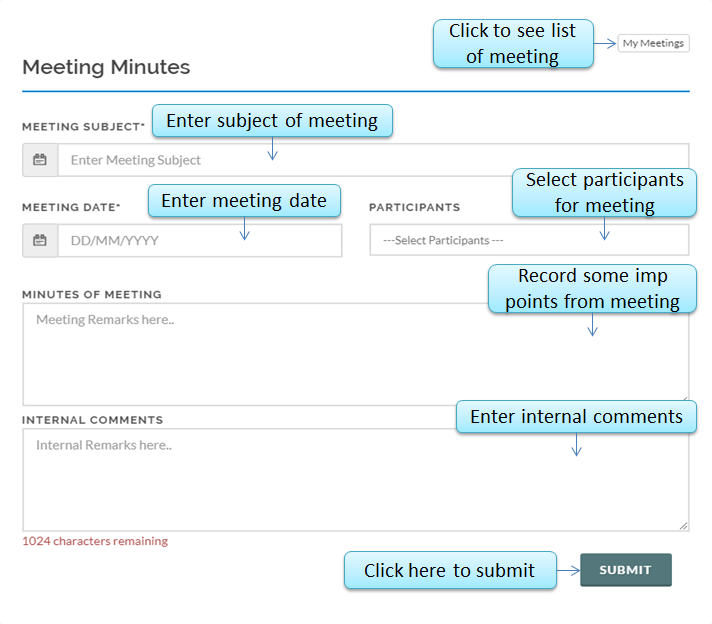 Click to see list
of meeting
My Meetings
Meeting Minutes
MEETING SUBJECT*
Enter subject of meeting
Enter Meeting Subject
MEETING DATE*
Enter meeting date
PARTICIPANTS
Select participants
for meeting
DD/MM/YYYY
---Select Participants ---
MINUTES OF MEETING
Record some imp
points from meeting
Meeting Remarks here..
INTERNAL COMMENTS
Enter internal comments
Internal Remarks here..
1024 characters remaining
Click here to submit
SUBMIT